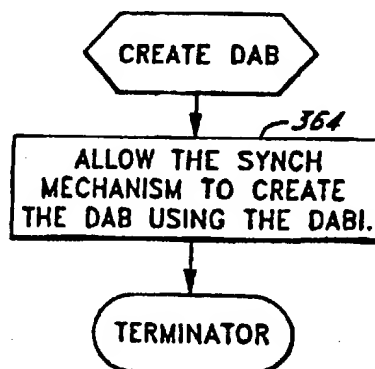 CREATE DAB
364
ALLOW THE SYNCH
MECHANISM TO CREATE
THE DAB USING THE DABI.
TERMINATOR